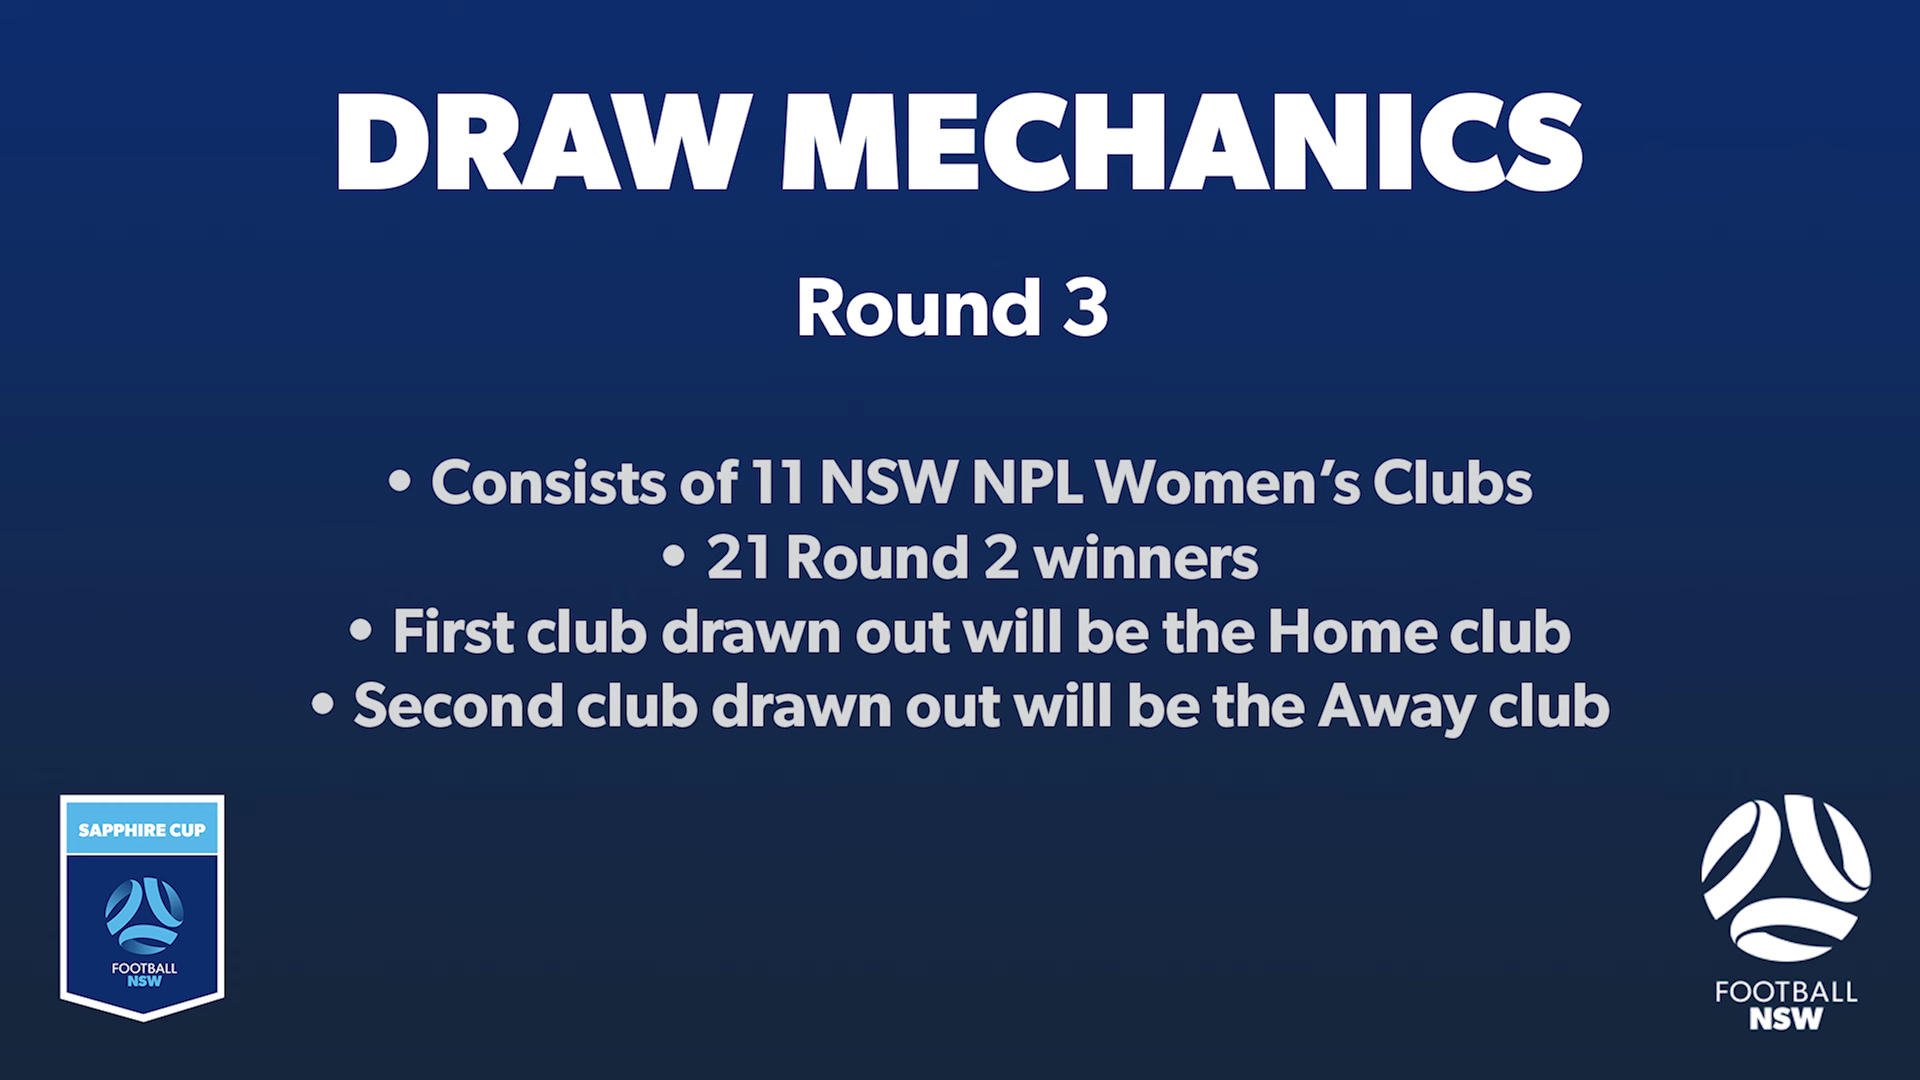 DRAW MECHANICS
Round 3
• Consists of 11 NSW NPL Women’s Clubs
• 21 Round 2 winners
• First club drawn out will be the Home club
• Second club drawn out will be the Away club
SAPPHIRE CUP
FOOTBALL
NSW
FOOTBALL
NSW